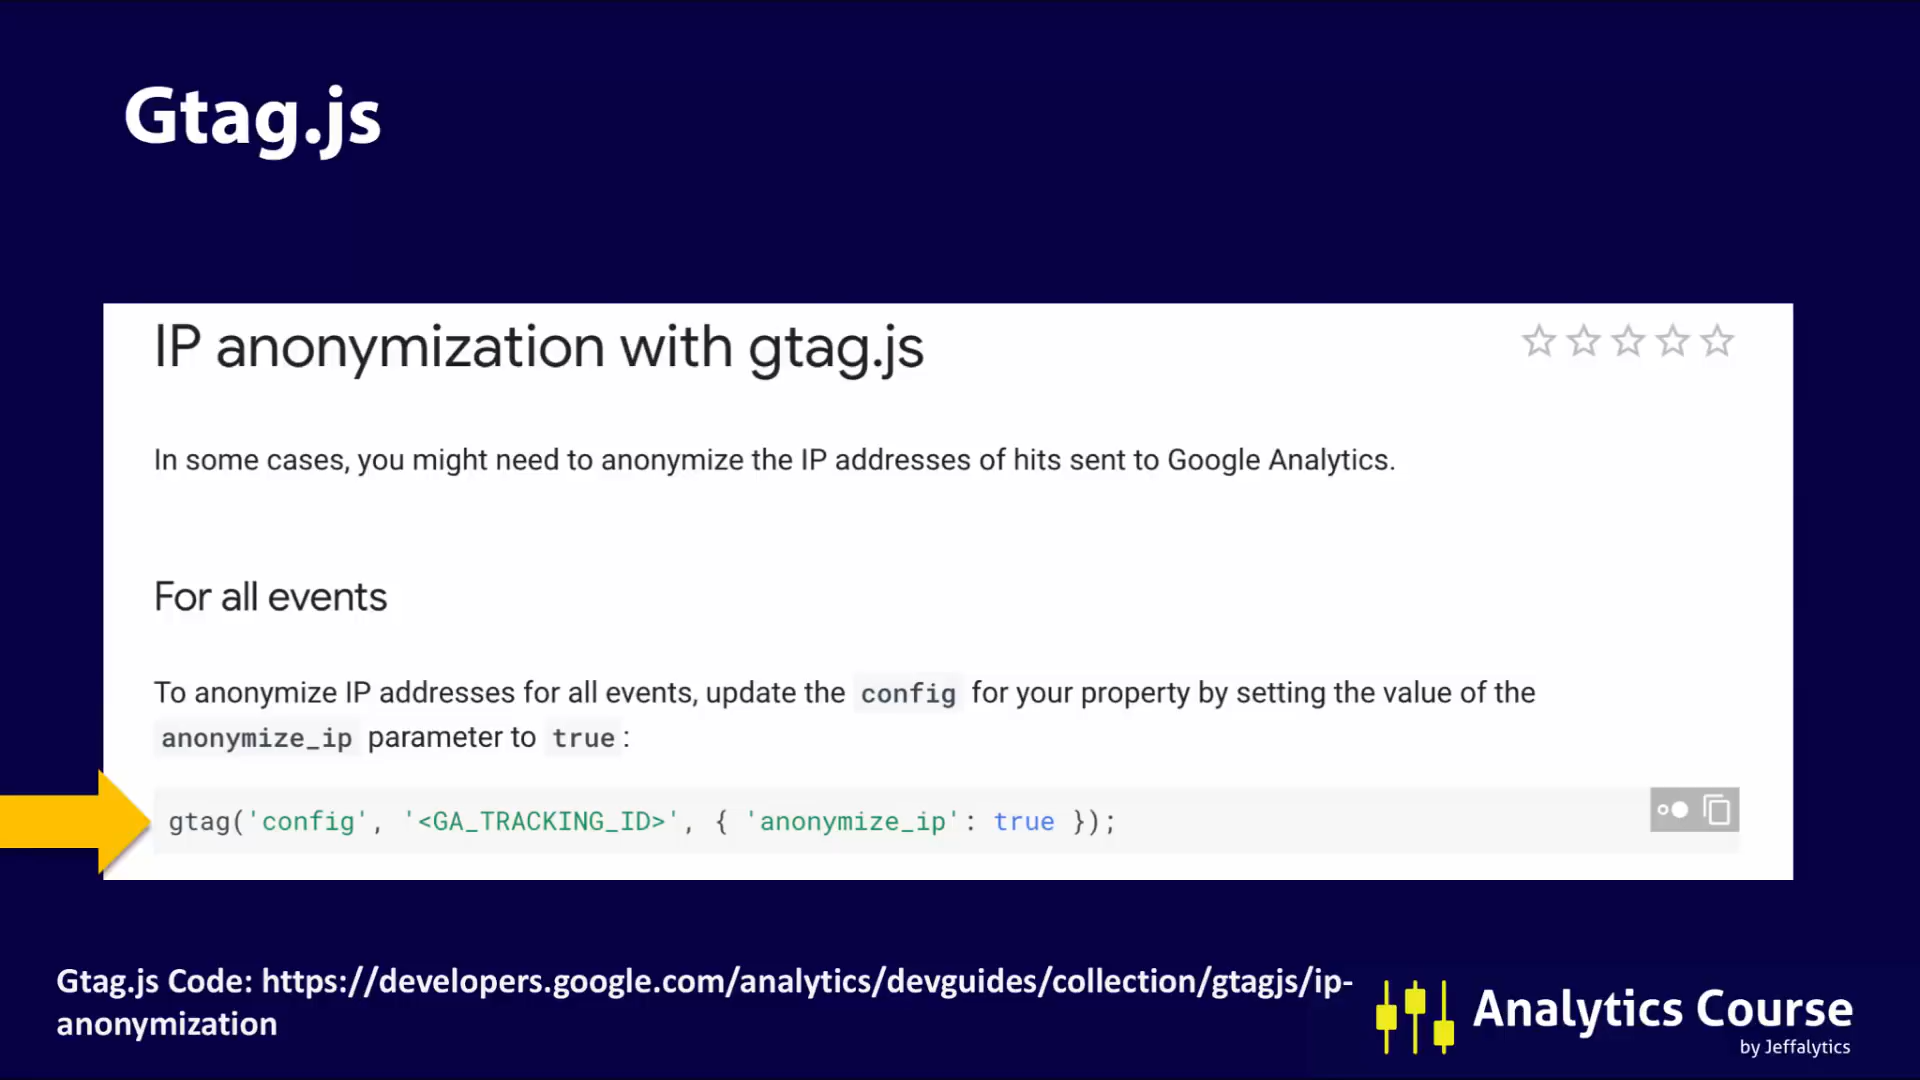 Gtag.js
IP anonymization with gtag.js
In some cases, you might need to anonymize the IP addresses of hits sent to Google Analytics.
For all events
To anonymize IP addresses for all events, update the config for your property by setting the value of the
anonymize_ip parameter to true:
gtag('config', '<GA_TRACKING_ID>', { 'anonymize_ip': true });
Gtag.js Code: https://developers.google.com/analytics/devguides/collection/gtagjs/ip-
anonymization
Analytics Course
by Jeffalytics